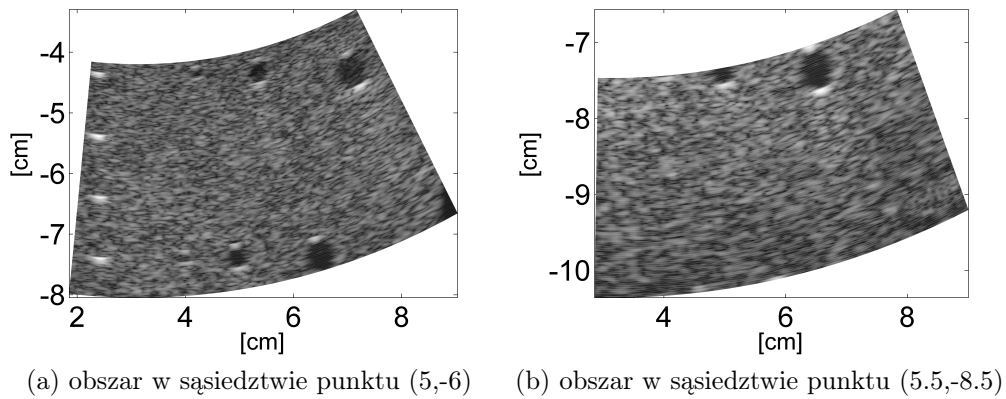 -4
-5
-6
-7
-8
[cm]
2 4 6 8
[cm]
-7
-8
-9
-10
[cm]
4 6 8
[cm]
(a) obszar w sąsiedztwie punktu (5,-6)
(b) obszar w sąsiedztwie punktu (5.5,-8.5)